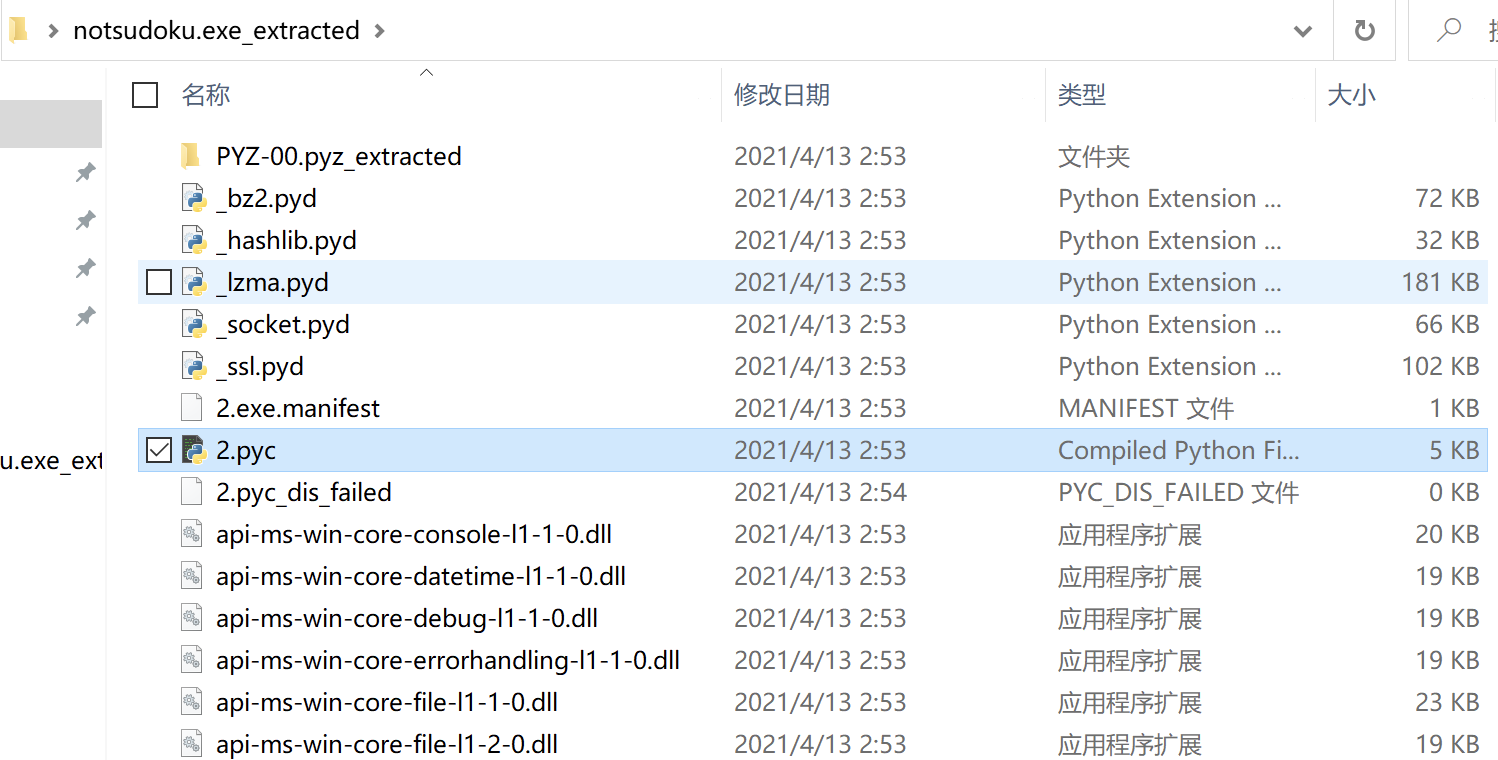 notsudoku.exe_extracted
名称 修改日期 类型 大小
PYZ-00.pyz_extracted 2021/4/13 2:53 文件夹
_bz2.pyd 2021/4/13 2:53 Python Extension ... 72 KB
_hashlib.pyd 2021/4/13 2:53 Python Extension ... 32 KB
_lzma.pyd 2021/4/13 2:53 Python Extension ... 181 KB
_socket.pyd 2021/4/13 2:53 Python Extension ... 66 KB
_ssl.pyd 2021/4/13 2:53 Python Extension ... 102 KB
2.exe.manifest 2021/4/13 2:53 MANIFEST 文件 1 KB
u.exe_ext 2.pyc 2021/4/13 2:53 Compiled Python Fi... 5 KB
2.pyc_dis_failed 2021/4/13 2:54 PYC_DIS_FAILED 文件 0 KB
api-ms-win-core-console-l1-1-0.dll 2021/4/13 2:53 应用程序扩展 20 KB
api-ms-win-core-datetime-l1-1-0.dll 2021/4/13 2:53 应用程序扩展 19 KB
api-ms-win-core-debug-l1-1-0.dll 2021/4/13 2:53 应用程序扩展 19 KB
api-ms-win-core-errorhandling-l1-1-0.dll 2021/4/13 2:53 应用程序扩展 19 KB
api-ms-win-core-file-l1-1-0.dll 2021/4/13 2:53 应用程序扩展 23 KB
api-ms-win-core-file-l1-2-0.dll 2021/4/13 2:53 应用程序扩展 19 KB